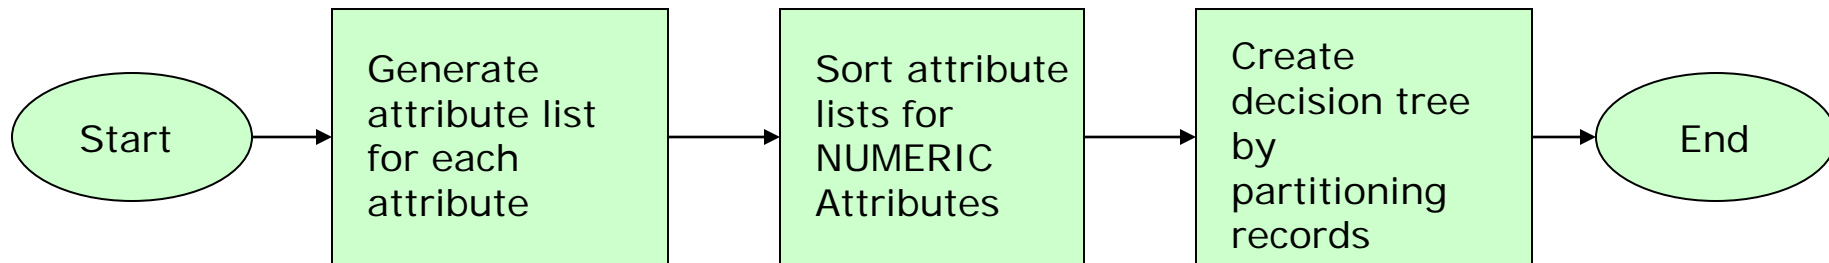 Start
Generate
attribute list
for each
attribute
Sort attribute
lists for
NUMERIC
Attributes
Create
decision tree
by
partitioning
records
End